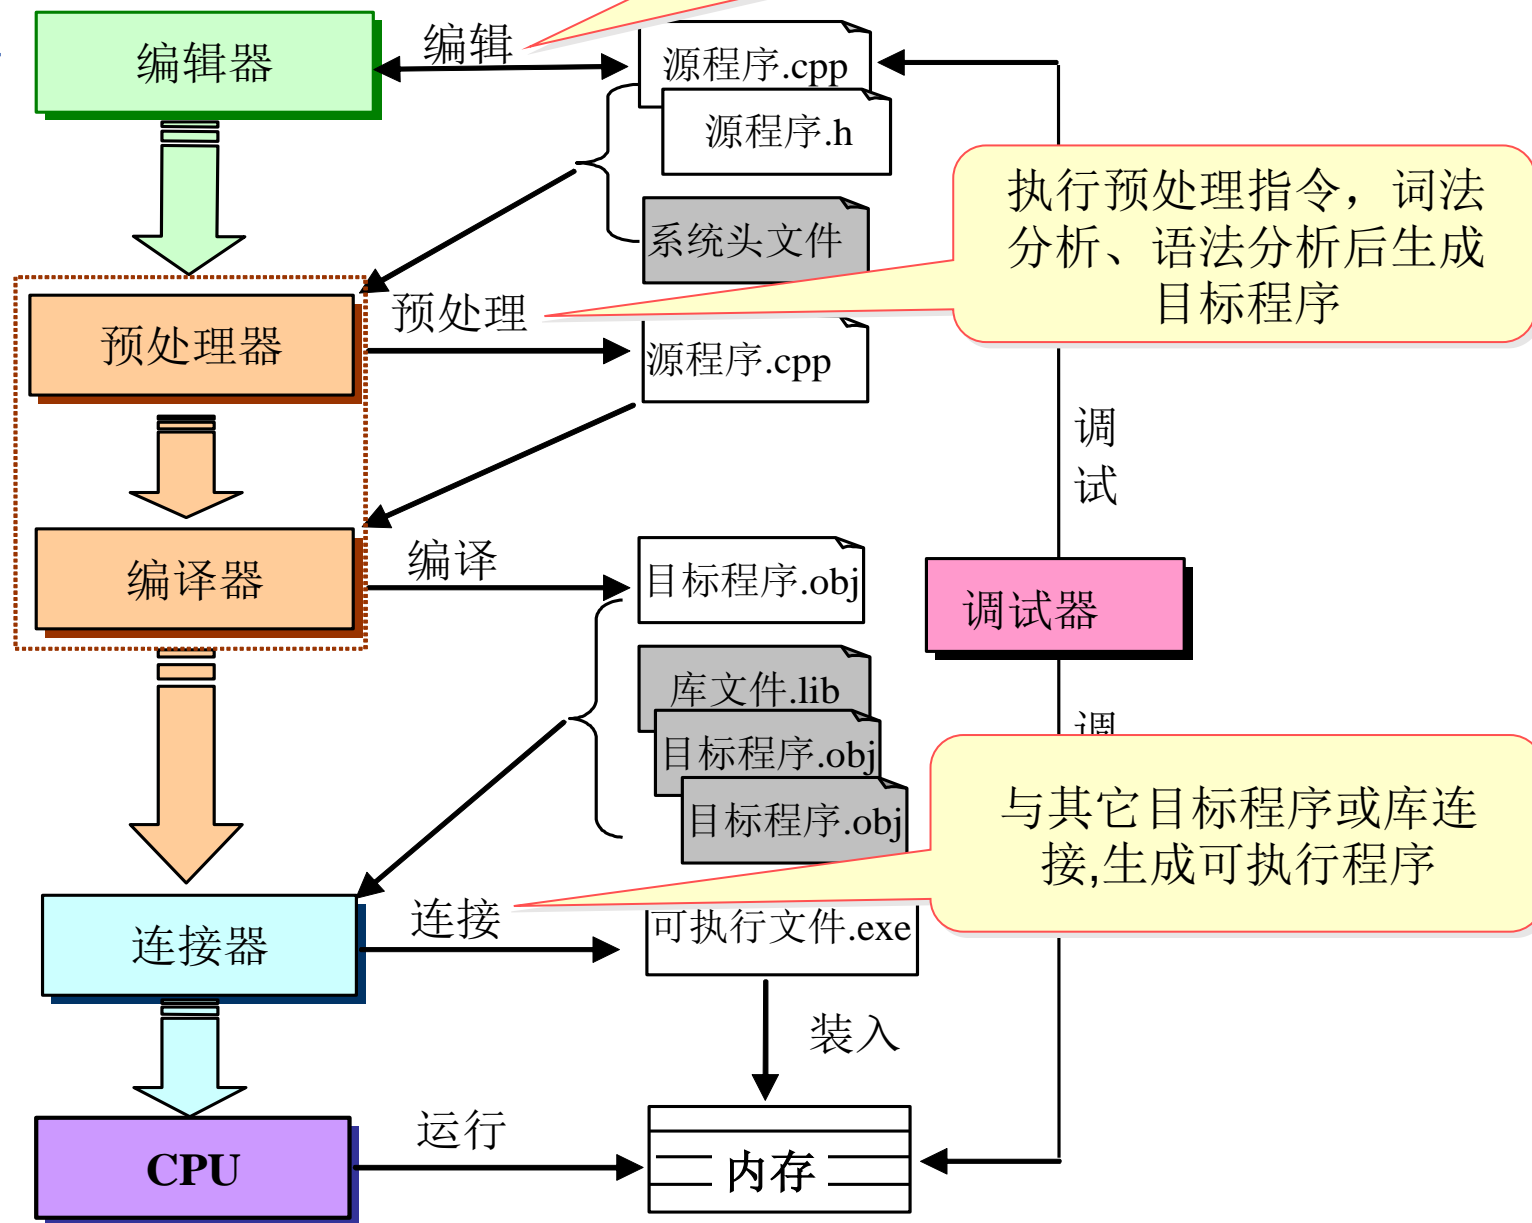 编辑器
编辑
源程序.cpp
源程序.h
系统头文件
执行预处理指令，词法
分析、语法分析后生成
目标程序
预处理器
预处理
源程序.cpp
调
试
编译器
编译
目标程序.obj
调试器
库文件.lib
目标程序.obj
目标程序.obj
调
与其它目标程序或库连
接,生成可执行程序
连接器
连接
可执行文件.exe
装入
CPU
运行
内存